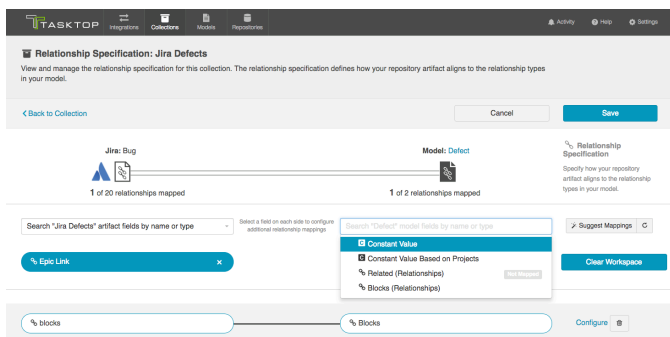 TASKTOP
Integrations
Collections
Models
Repositories
Activity
Help
Settings
Relationship Specification: Jira Defects
View and manage the relationship specification for this collection. The relationship specification defines how your repository artifact aligns to the relationship types
in your model.
Back to Collection
Cancel
Save
Jira: Bug
Model: Defect
1 of 20 relationships mapped
1 of 2 relationships mapped
Relationship
Specification
Specify how your repository
artifact aligns to the relationship
types in your model.
Search "Jira Defects" artifact fields by name or type
Select a field on each side to configure
additional relationship mappings
Search "Defect" model fields by name or type
Suggest Mappings
C Constant Value
C Constant Value Based on Projects
Related (Relationships) Not Mapped
Blocks (Relationships)
Epic Link x
Clear Workspace
blocks
Blocks
Configure